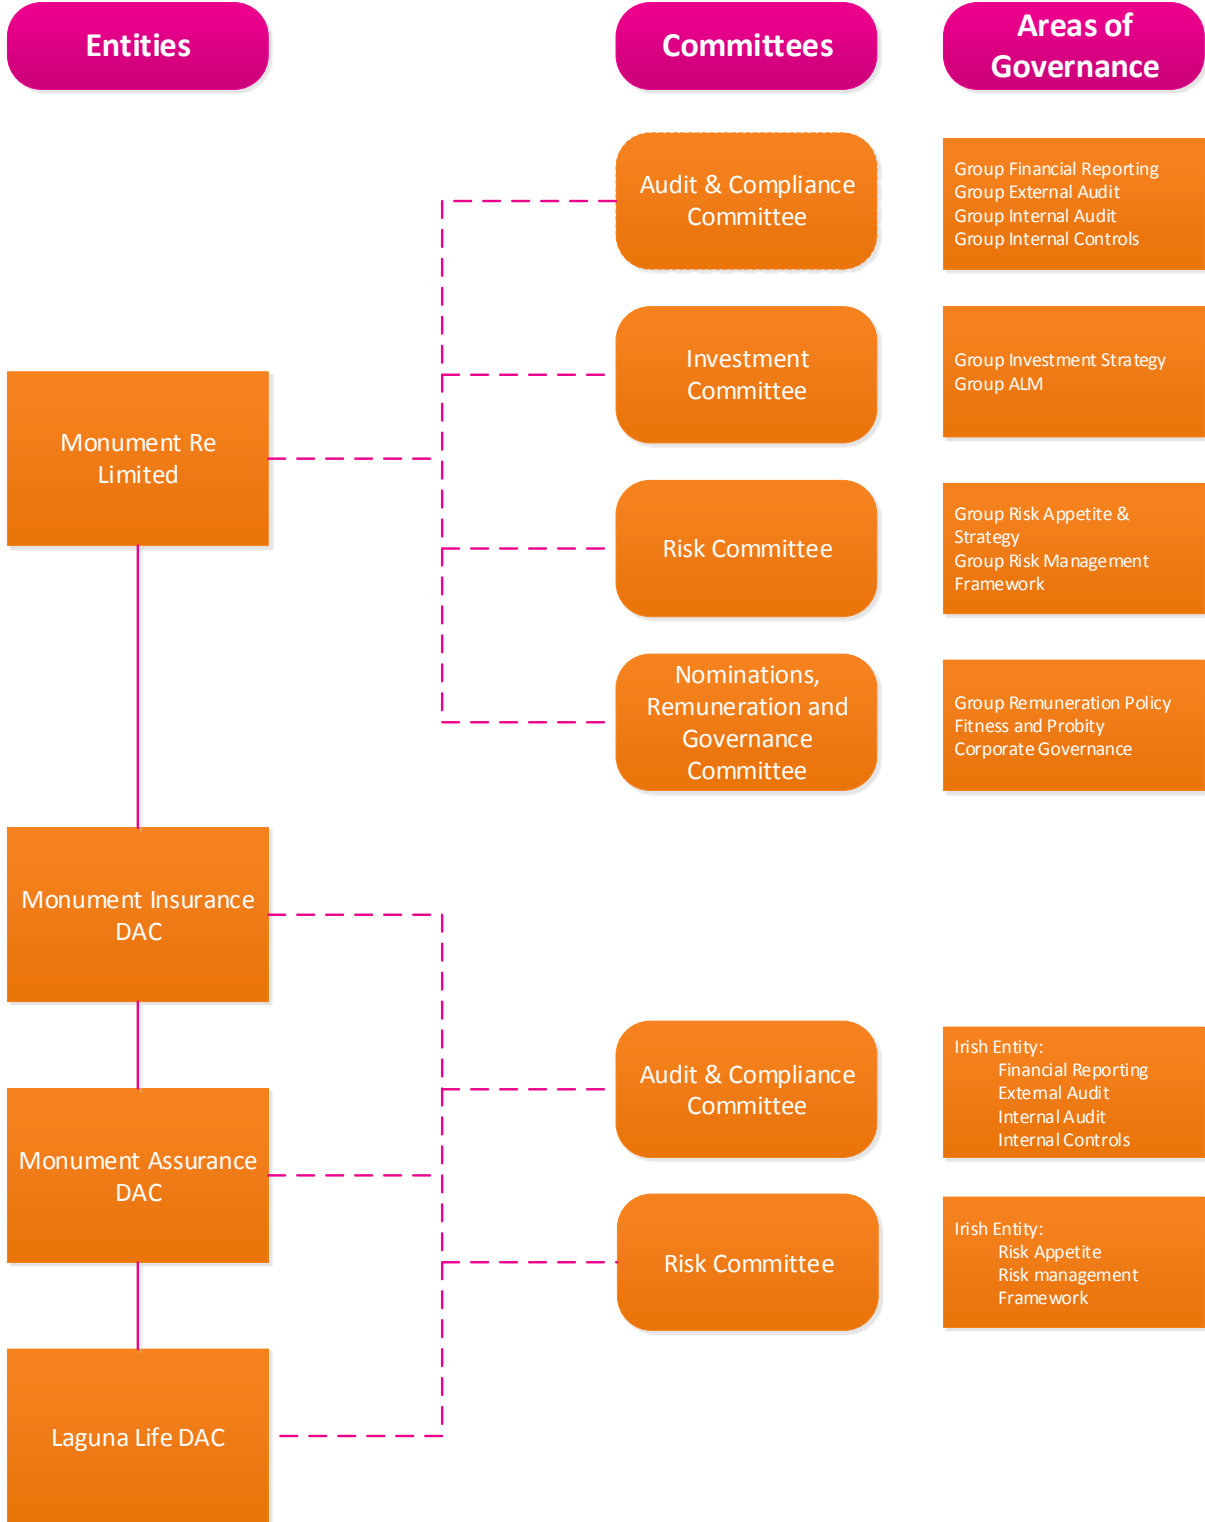 Entities
Committees
Areas of
Governance
Audit & Compliance
Committee
Group Financial Reporting
Group External Audit
Group Internal Audit
Group Internal Controls
Investment
Committee
Group Investment Strategy
Group ALM
Monument Re
Limited
Risk Committee
Group Risk Appetite &
Strategy
Group Risk Management
Framework
Nominations,
Remuneration and
Governance
Committee
Group Remuneration Policy
Fitness and Probity
Corporate Governance
Monument Insurance
DAC
Audit & Compliance
Committee
Irish Entity:
Financial Reporting
External Audit
Internal Audit
Internal Controls
Monument Assurance
DAC
Risk Committee
Irish Entity:
Risk Appetite
Risk management
Framework
Laguna Life DAC